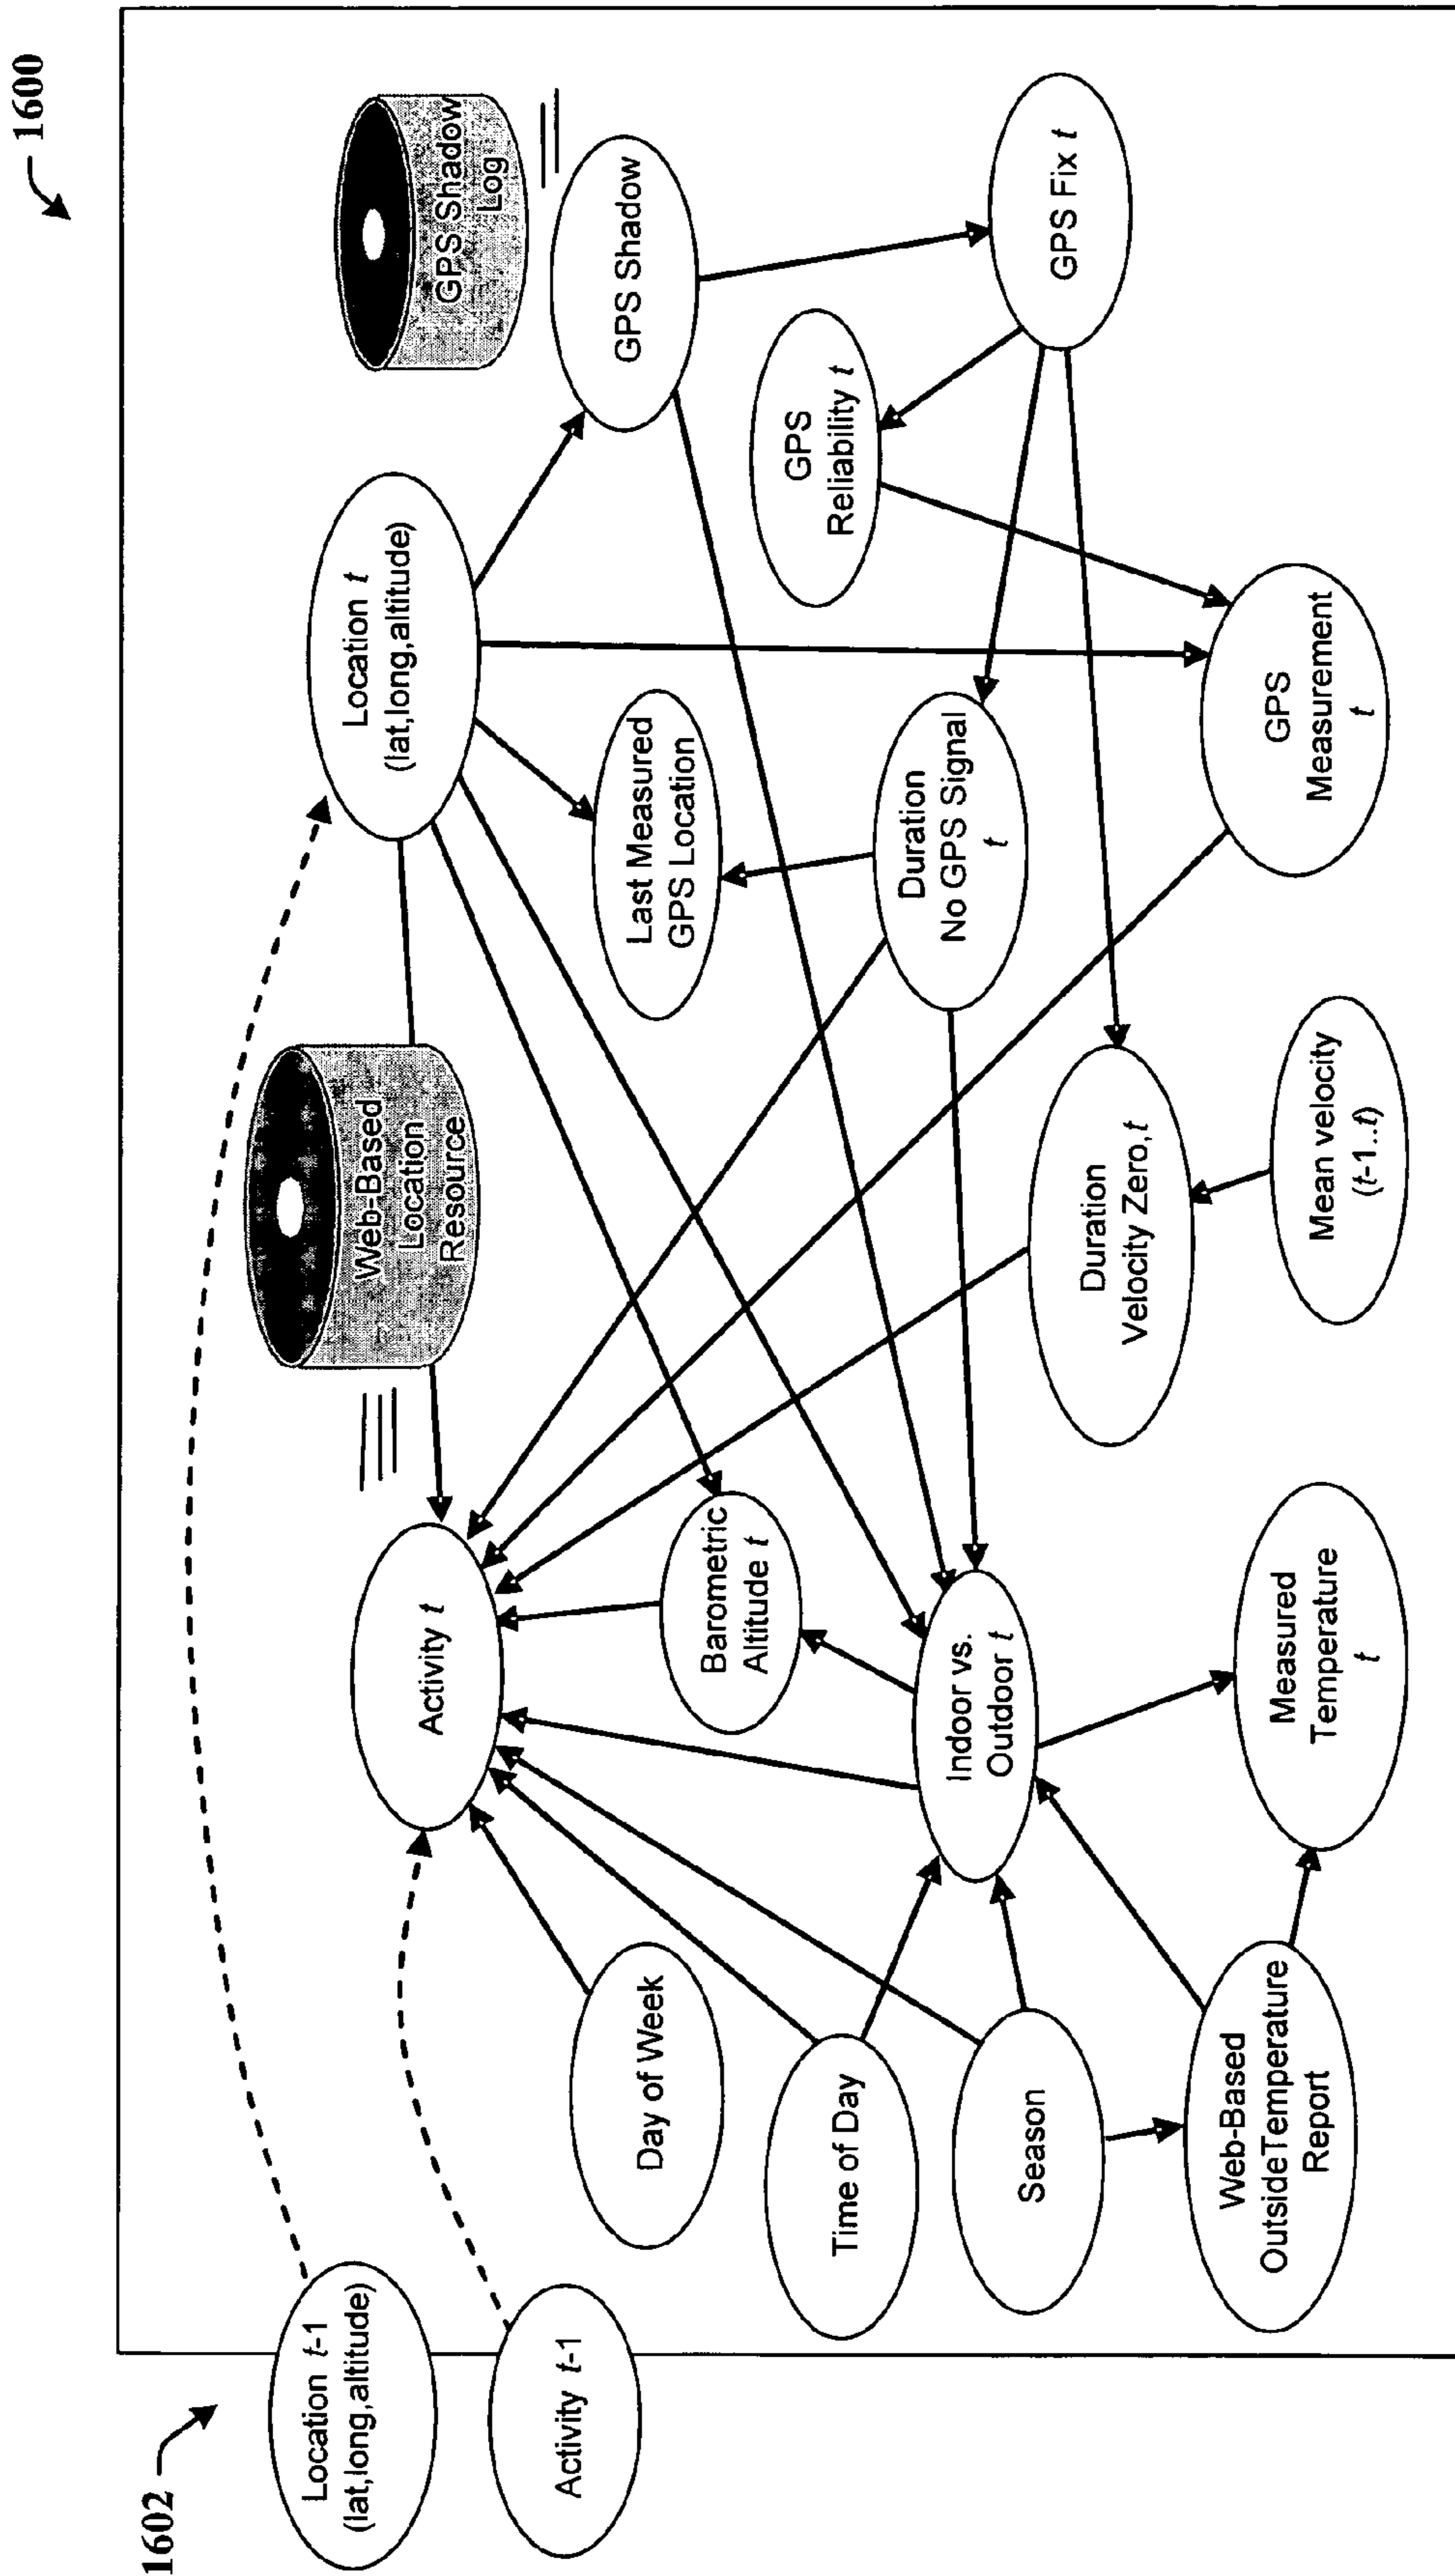 1600
1602
Location t-1
(lat,long,altitude)
Activity t-1
Web-Based
Location
Resource
Location t
(lat,long,altitude)
GPS Shadow
Log
GPS Shadow
Activity t
Day of Week
Time of Day
Season
Web-Based
OutsideTemperature
Report
Barometric
Altitude t
Indoor vs.
Outdoor t
Measured
Temperature
t
Last Measured
GPS Location
Duration
No GPS Signal
t
Duration
Velocity Zero,t
Mean velocity
(t-1..t)
GPS
Reliability t
GPS Fix t
GPS
Measurement
t